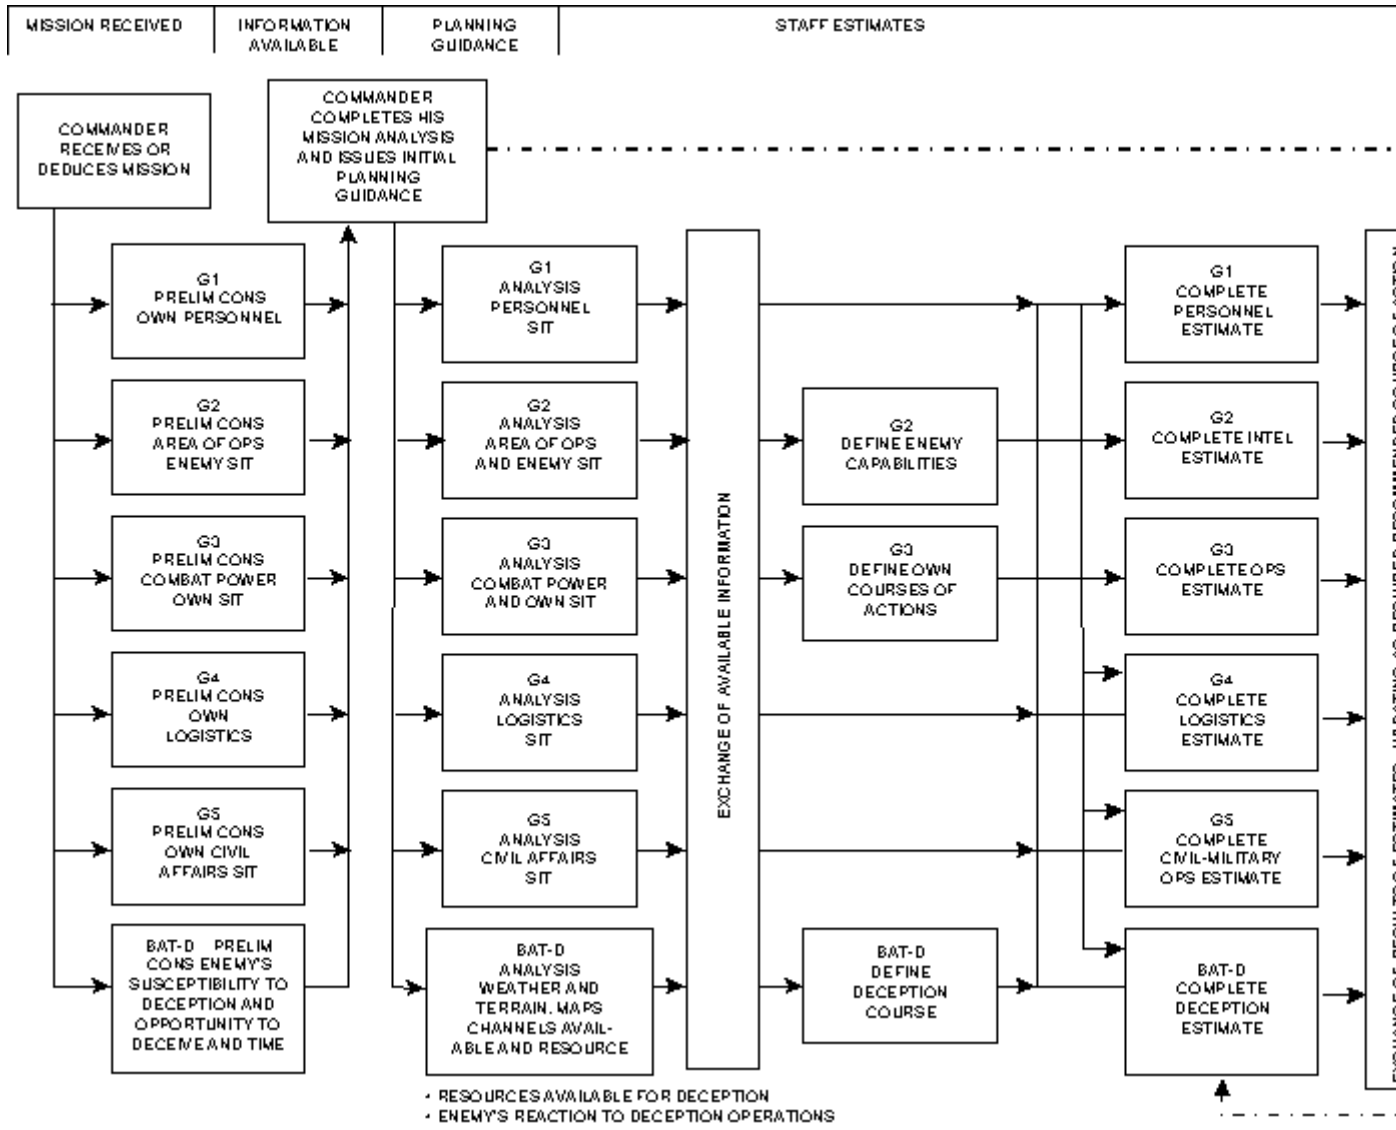 MISSION RECEIVED
INFORMATION
AVAILABLE
PLANNING
GUIDANCE
STAFF ESTIMATES
COMMANDER
RECEIVES OR
DEDUCES MISSION
COMMANDER
COMPLETES HIS
MISSION ANALYSIS
AND ISSUES INITIAL
PLANNING
GUIDANCE
G1
PRELIM CONS
OWN PERSONNEL
G1
ANALYSIS
PERSONNEL
SIT
G1
COMPLETE
PERSONNEL
ESTIMATE
G2
PRELIM CONS
AREA OF OPS
ENEMY SIT
G2
ANALYSIS
AREA OF OPS
AND ENEMY SIT
G2
DEFINE ENEMY
CAPABILITIES
G2
COMPLETE INTEL
ESTIMATE
G3
PRELIM CONS
COMBAT POWER
OWN SIT
G3
ANALYSIS
COMBAT POWER
AND OWN SIT
G3
DEFINE OWN
COURSES OF
ACTIONS
G3
COMPLETE OPS
ESTIMATE
G4
PRELIM CONS
OWN
LOGISTICS
G4
ANALYSIS
LOGISTICS
SIT
G4
COMPLETE
LOGISTICS
ESTIMATE
G5
PRELIM CONS
OWN CIVIL
AFFAIRS SIT
G5
ANALYSIS
CIVIL AFFAIRS
SIT
G5
COMPLETE
CIVIL-MILITARY
OPS ESTIMATE
BAT-D PRELIM
CONS ENEMY'S
SUSCEPTIBILITY TO
DECEPTION AND
OPPORTUNITY TO
DECEIVE AND TIME
BAT-D
ANALYSIS
WEATHER AND
TERRAIN. MAPS
CHANNELS AVAIL-
ABLE AND RESOURCE
BAT-D
DEFINE
DECEPTION
COURSE
BAT-D
COMPLETE
DECEPTION
ESTIMATE
EXCHANGE OF AVAILABLE INFORMATION
• RESOURCES AVAILABLE FOR DECEPTION
• ENEMY'S REACTION TO DECEPTION OPERATIONS